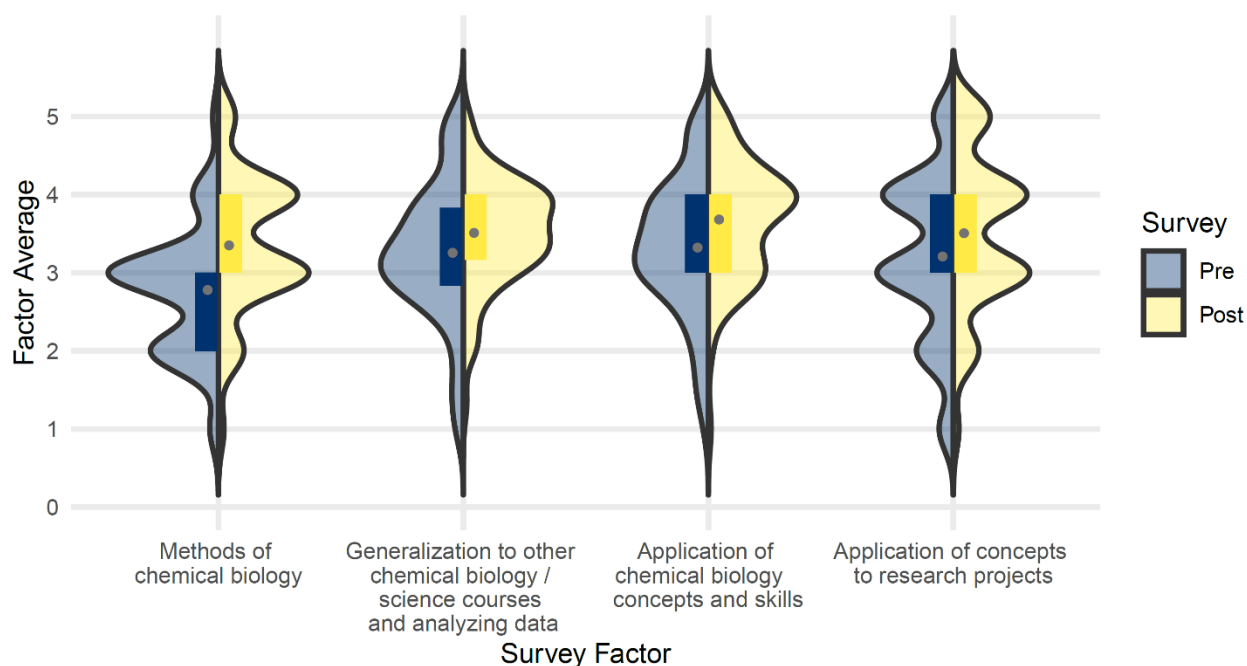 Factor Average
5
4
3
2
1
0
Methods of
chemical biology
Generalization to other
chemical biology /
science courses
and analyzing data
Application of
chemical biology
concepts and skills
Application of concepts
to research projects
Survey Factor
Survey
Pre
Post